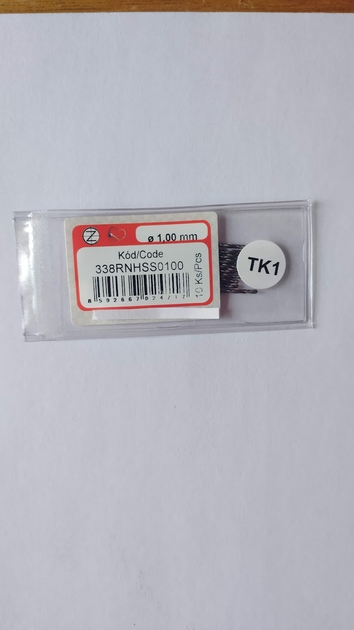 ø 1.00 mm
Kód/Code
338RNHSS0100
10 Ks/Pcs
TK1